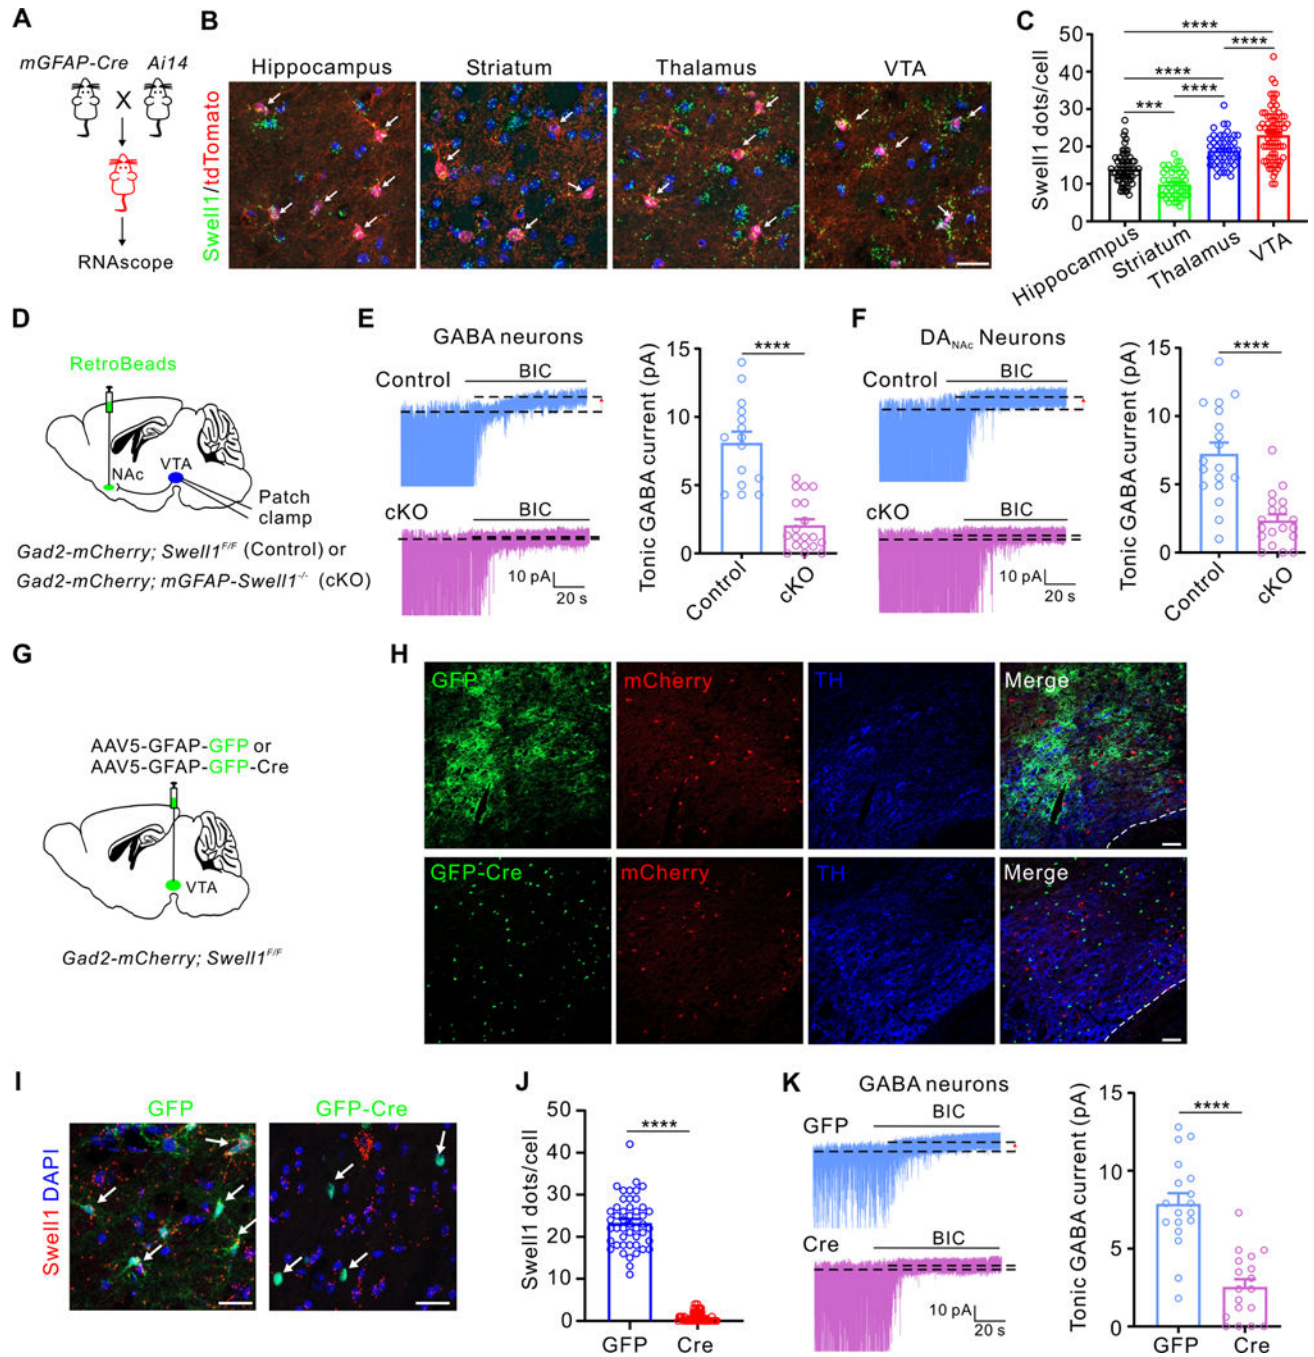 A
mGFAP-Cre Ai14
X
RNAscope
B
Swell1/tdTomato
Hippocampus
Striatum
Thalamus
VTA
C
Swell1 dots/cell
50
40
30
20
10
0
****
****
****
***
****
Hippocampus
Striatum
Thalamus
VTA
D
RetroBeads
NAc
VTA
Patch
clamp
Gad2-mCherry; Swell1F/F (Control) or
Gad2-mCherry; mGFAP-Swell1-/- (cKO)
E
GABA neurons
Control
BIC
cKO
BIC
10 pA
20 s
Tonic GABA current (pA)
15
10
5
0
****
Control
cKO
F
DANAc Neurons
Control
BIC
cKO
BIC
10 pA
20 s
Tonic GABA current (pA)
15
10
5
0
****
Control
cKO
G
AAV5-GFAP-GFP or
AAV5-GFAP-GFP-Cre
VTA
Gad2-mCherry; Swell1F/F
H
GFP
mCherry
TH
Merge
GFP-Cre
mCherry
TH
Merge
I
Swell1 DAPI
GFP
GFP-Cre
J
Swell1 dots/cell
50
40
30
20
10
0
****
GFP
Cre
K
GABA neurons
GFP
BIC
Cre
BIC
10 pA
20 s
Tonic GABA current (pA)
15
10
5
0
****
GFP
Cre